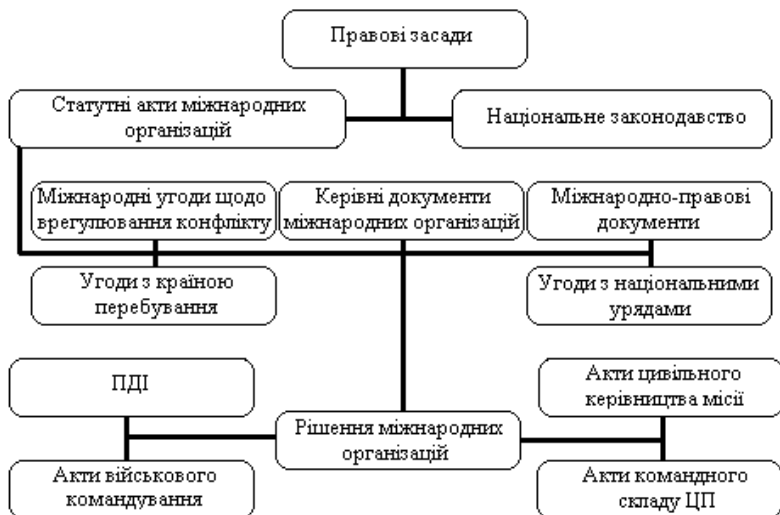 Правові засади
Статутні акти міжнародних
організацій
Національне законодавство
Міжнародні угоди щодо
врегулювання конфлікту
Керівні документи
міжнародних організацій
Міжнародно-правові
документи
Угоди з країною
перебування
Угоди з національними
урядами
ПДІ
Акти цивільного
керівництва місії
Рішення міжнародних
організацій
Акти військового
командування
Акти командного
складу ЦП